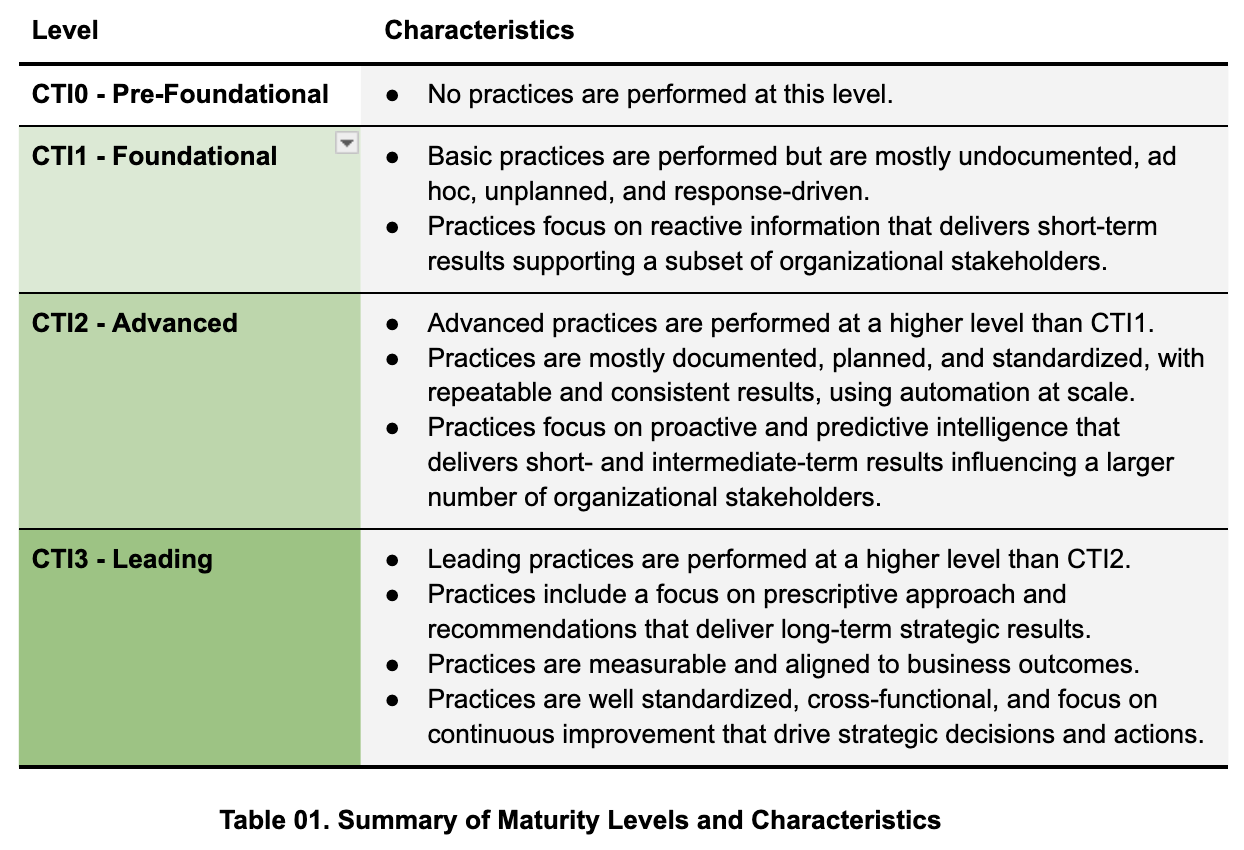 Level Characteristics
CTI0 - Pre-Foundational ● No practices are performed at this level.
CTI1 - Foundational ● Basic practices are performed but are mostly undocumented, ad
hoc, unplanned, and response-driven.
● Practices focus on reactive information that delivers short-term
results supporting a subset of organizational stakeholders.
CTI2 - Advanced ● Advanced practices are performed at a higher level than CTI1.
● Practices are mostly documented, planned, and standardized, with
repeatable and consistent results, using automation at scale.
● Practices focus on proactive and predictive intelligence that
delivers short- and intermediate-term results influencing a larger
number of organizational stakeholders.
CTI3 - Leading ● Leading practices are performed at a higher level than CTI2.
● Practices include a focus on prescriptive approach and
recommendations that deliver long-term strategic results.
● Practices are measurable and aligned to business outcomes.
● Practices are well standardized, cross-functional, and focus on
continuous improvement that drive strategic decisions and actions.
Table 01. Summary of Maturity Levels and Characteristics